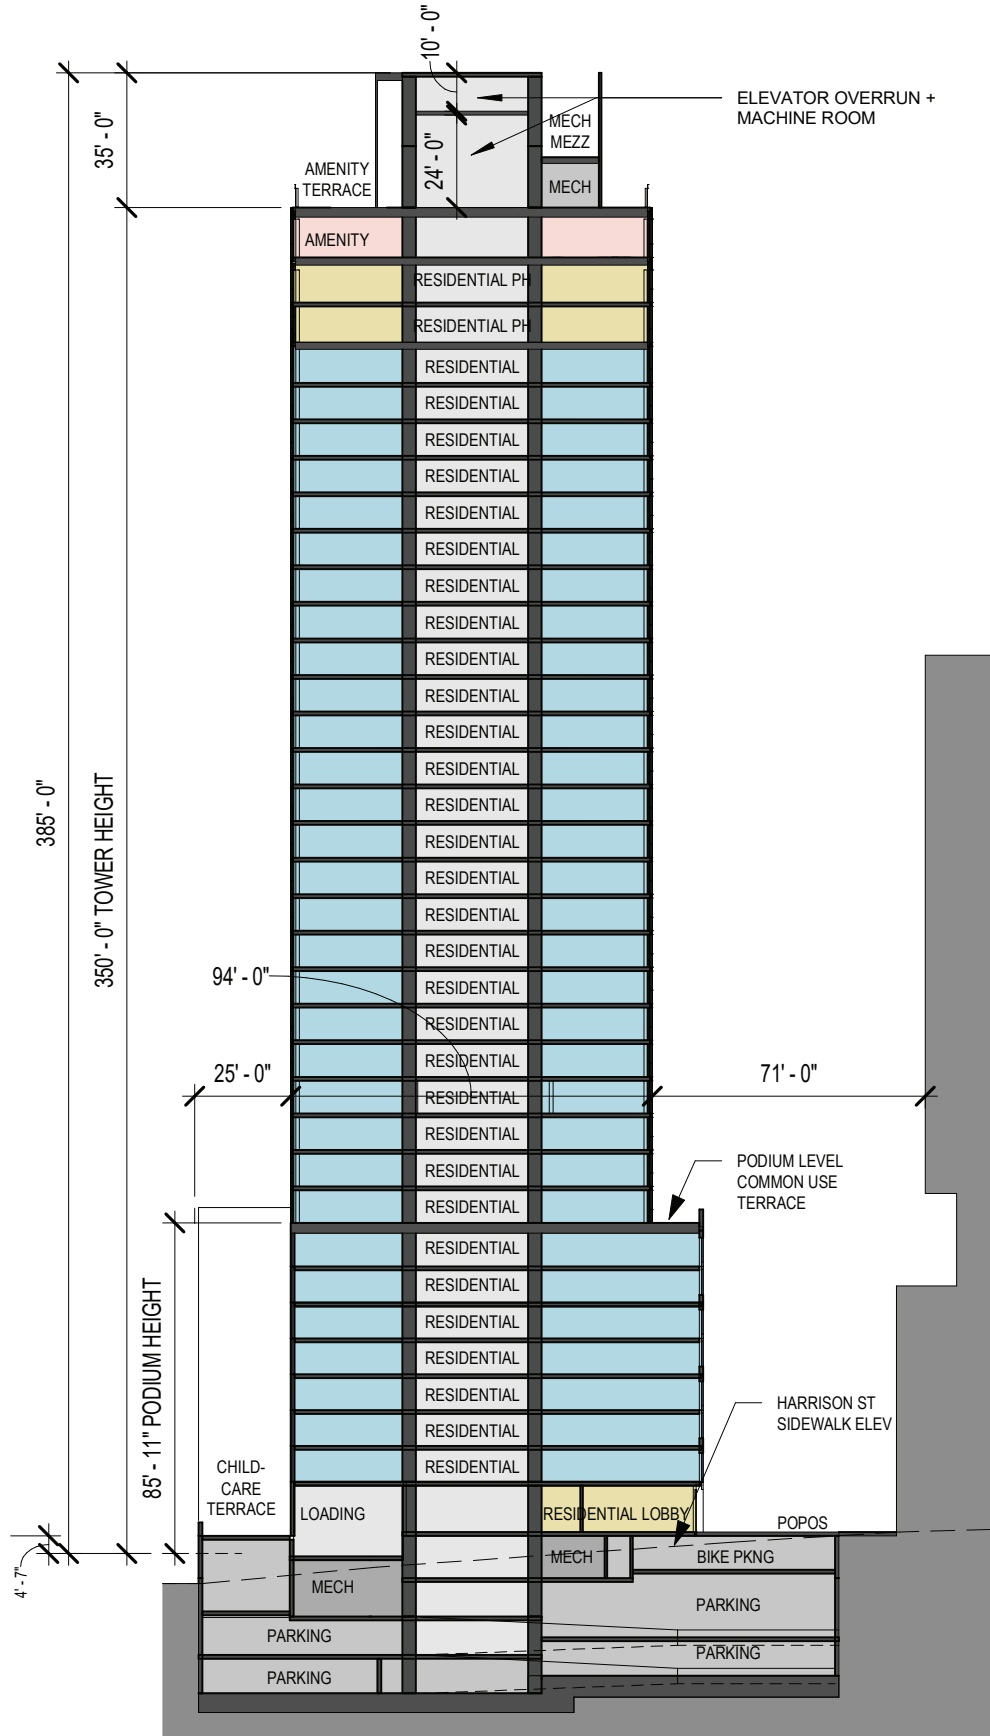 10' - 0"
ELEVATOR OVERRUN +
MACHINE ROOM
MECH
MEZZ
35' - 0"
24' - 0"
AMENITY
TERRACE
MECH
AMENITY
RESIDENTIAL PH
RESIDENTIAL PH
RESIDENTIAL
RESIDENTIAL
RESIDENTIAL
RESIDENTIAL
RESIDENTIAL
RESIDENTIAL
RESIDENTIAL
RESIDENTIAL
RESIDENTIAL
RESIDENTIAL
RESIDENTIAL
RESIDENTIAL
RESIDENTIAL
385' - 0"
350' - 0" TOWER HEIGHT
RESIDENTIAL
RESIDENTIAL
RESIDENTIAL
RESIDENTIAL
94' - 0"
RESIDENTIAL
RESIDENTIAL
RESIDENTIAL
25' - 0"
71' - 0"
RESIDENTIAL
RESIDENTIAL
RESIDENTIAL
RESIDENTIAL
PODIUM LEVEL
COMMON USE
TERRACE
RESIDENTIAL
RESIDENTIAL
RESIDENTIAL
RESIDENTIAL
RESIDENTIAL
RESIDENTIAL
RESIDENTIAL
85' - 11" PODIUM HEIGHT
HARRISON ST
SIDEWALK ELEV
CHILD-
CARE
TERRACE
LOADING
RESIDENTIAL LOBBY
POPOS
4' - 7"
MECH
BIKE PKNG
MECH
PARKING
PARKING
PARKING
PARKING